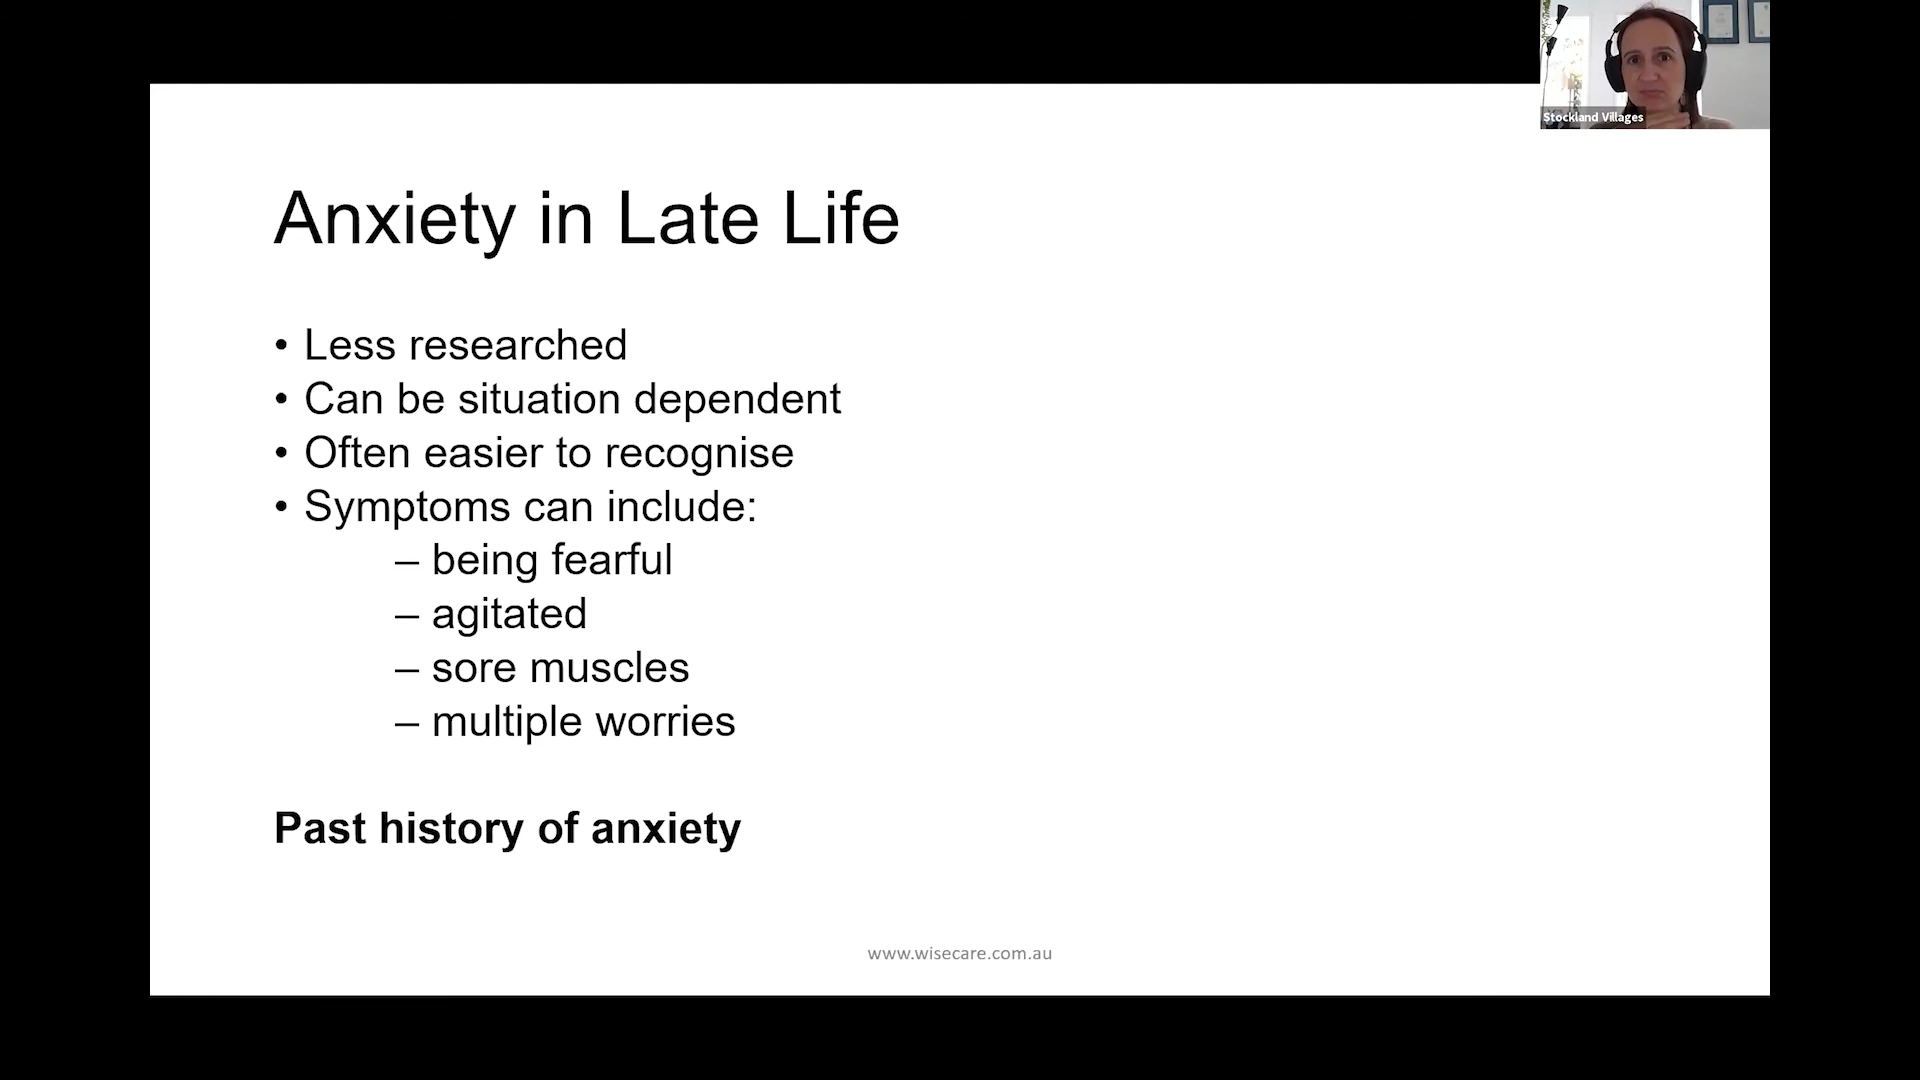 Stockland Villages
Anxiety in Late Life
• Less researched
• Can be situation dependent
• Often easier to recognise
• Symptoms can include:
– being fearful
– agitated
– sore muscles
– multiple worries
Past history of anxiety
www.wisecare.com.au